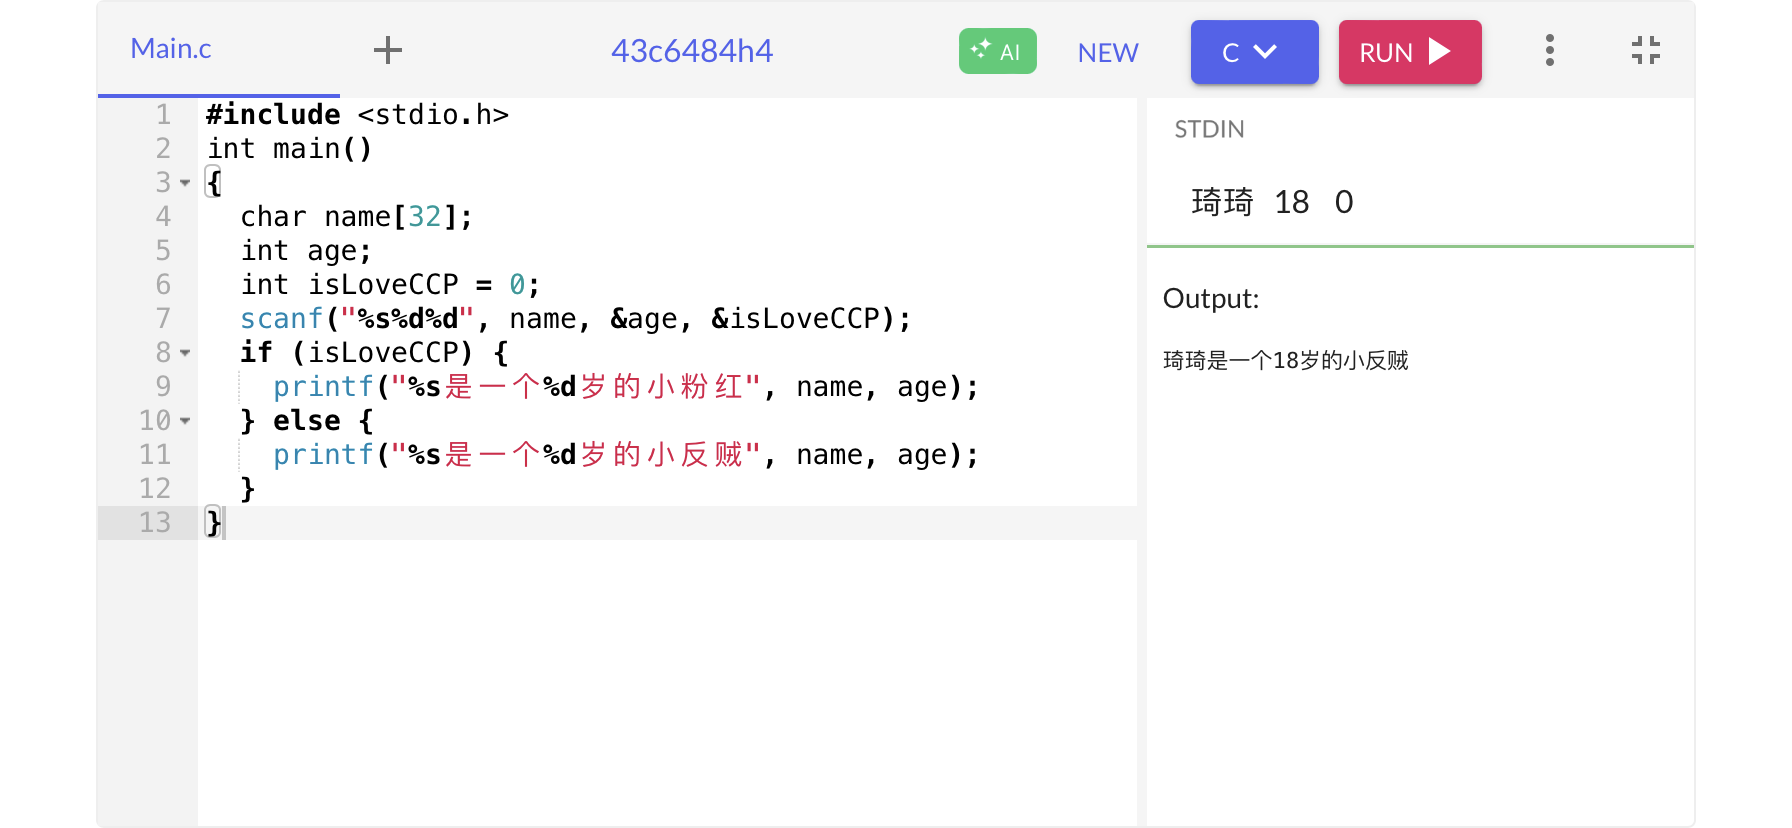 Main.c
43c6484h4
AI
NEW
C
RUN
1 #include <stdio.h>
2 int main()
3 {
4   char name[32];
5   int age;
6   int isLoveCCP = 0;
7   scanf("%s%d%d", name, &age, &isLoveCCP);
8   if (isLoveCCP) {
9     printf("%s是一个%d岁的小粉红", name, age);
10   } else {
11     printf("%s是一个%d岁的小反贼", name, age);
12   }
13 }
STDIN
琦琦 18 0
Output:
琦琦是一个18岁的小反贼